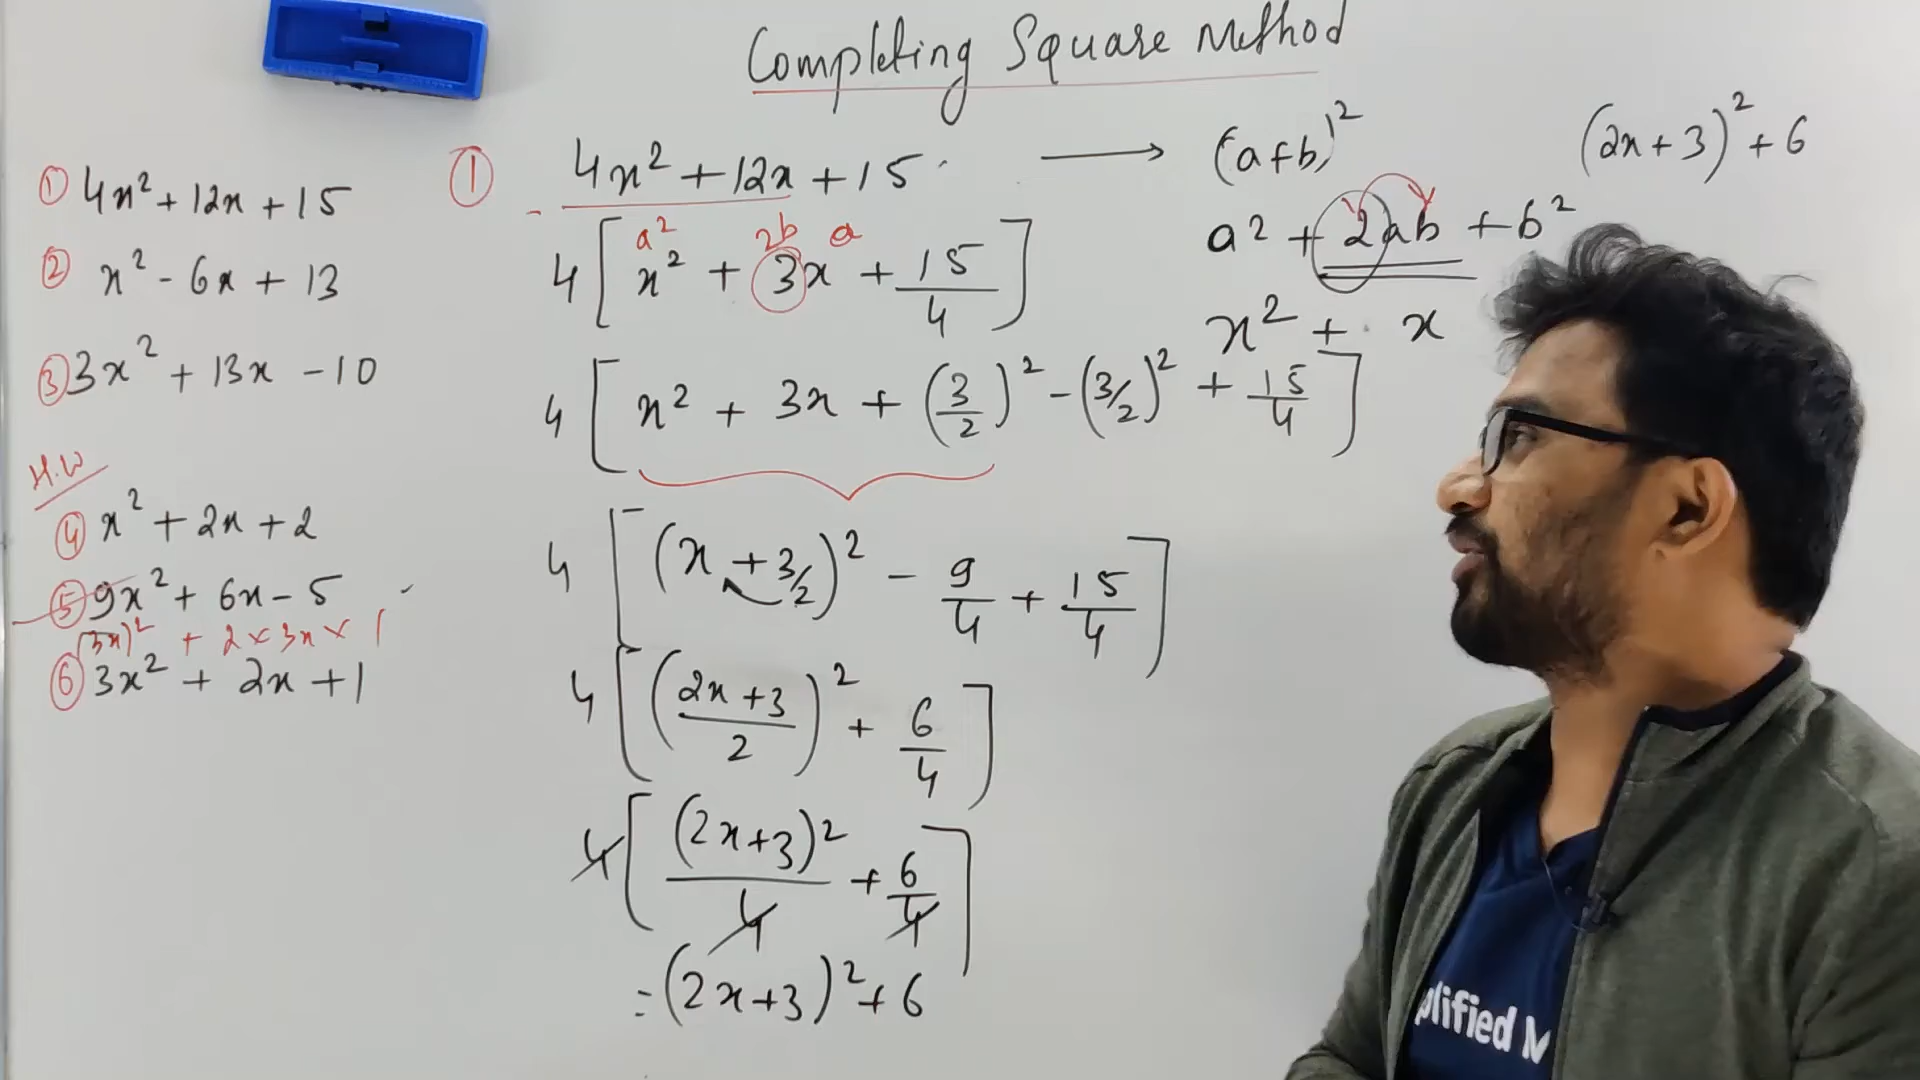 Completing Square Method
① 4x² + 12x + 15
② x² - 6x + 13
③ 3x² + 13x - 10
H.W
④ x² + 2x + 2
⑤ 9x² + 6x - 5
(3x)² + 2 × 3x × 1
⑥ 3x² + 2x + 1
① 4x² + 12x + 15 → (a+b)²
a² 2b a
4[x² + 3x + 15/4]
4[x² + 3x + (3/2)² - (3/2)² + 15/4]
4[(x + 3/2)² - 9/4 + 15/4]
4[((2x+3)/2)² + 6/4]
4[(2x+3)²/4 + 6/4]
= (2x+3)² + 6
(2x+3)² + 6
a² + 2ab + b²
x² + x
plified M